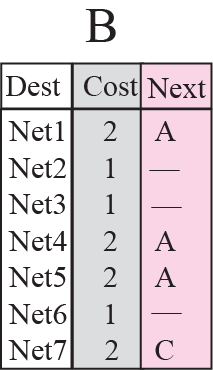 B
Dest Cost Next
Net1 2 A
Net2 1 —
Net3 1 —
Net4 2 A
Net5 2 A
Net6 1 —
Net7 2 C